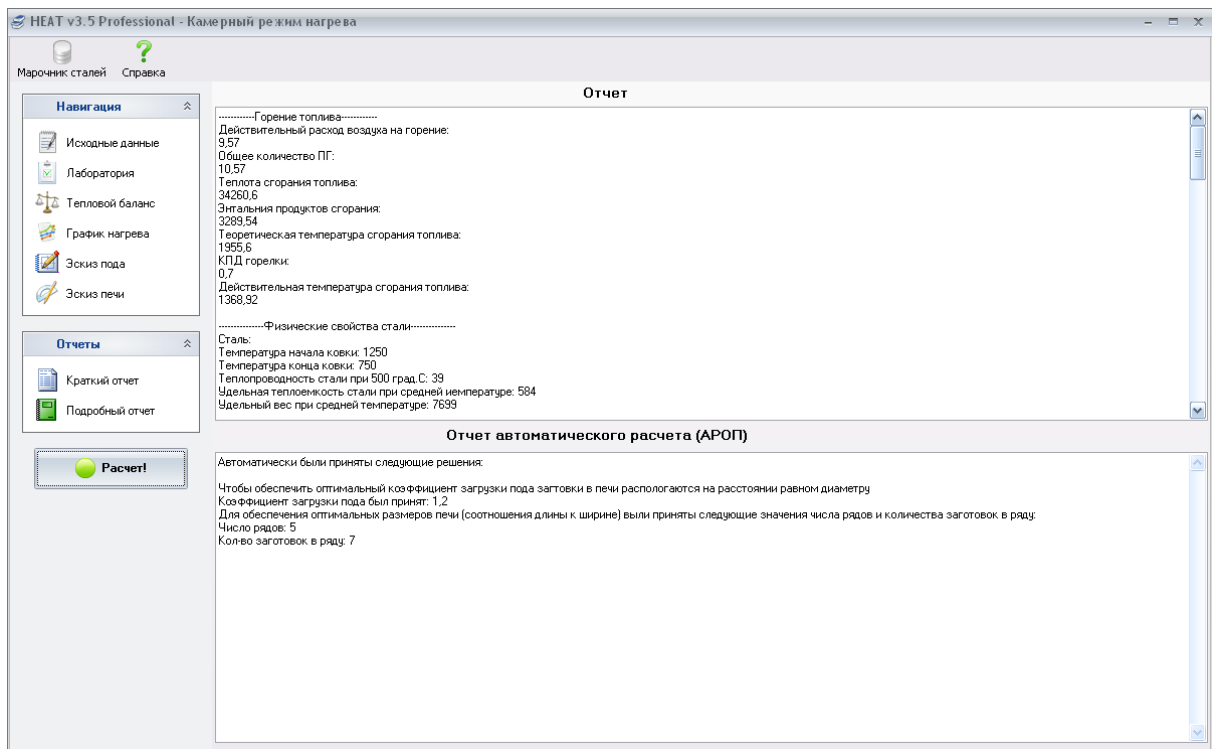 HEAT v3.5 Professional - Камерный режим нагрева
Марочник сталей Справка
Навигация
Исходные данные
Лаборатория
Тепловой баланс
График нагрева
Эскиз пода
Эскиз печи
Отчеты
Краткий отчет
Подробный отчет
Расчет!
Отчет
------------Горение топлива------------
Действительный расход воздуха на горение:
9,57
Общее количество ПГ:
10,57
Теплота сгорания топлива:
34260,6
Энтальния продуктов сгорания:
3289,54
Теоретическая температура сгорания топлива:
1955,6
КПД горелки:
0,7
Действительная температура сгорания топлива:
1368,92
---------------Физические свойства стали---------------
Сталь:
Температура начала ковки: 1250
Температура конца ковки: 750
Теплопроводность стали при 500 град.С: 39
Удельная теплоемкость стали при средней иемпературе: 584
Удельный вес при средней температуре: 7699
Отчет автоматического расчета (АРОП)
Автоматически были приняты следующие решения:
Чтобы обеспечить оптимальный коэффициент загрузки пода загтовки в печи распологаются на расстоянии равном диаметру
Коэффициент загрузки пода был принят: 1,2
Для обеспечения оптимальных размеров печи (соотношения длины к ширине) выли приняты следующие значения числа рядов и количества заготовок в ряду:
Число рядов: 5
Кол-во заготовок в ряду: 7